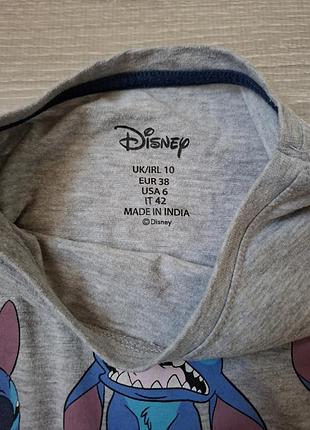 Disney
UK/IRL 10
EUR 38
USA 6
IT 42
MADE IN INDIA
©Disney